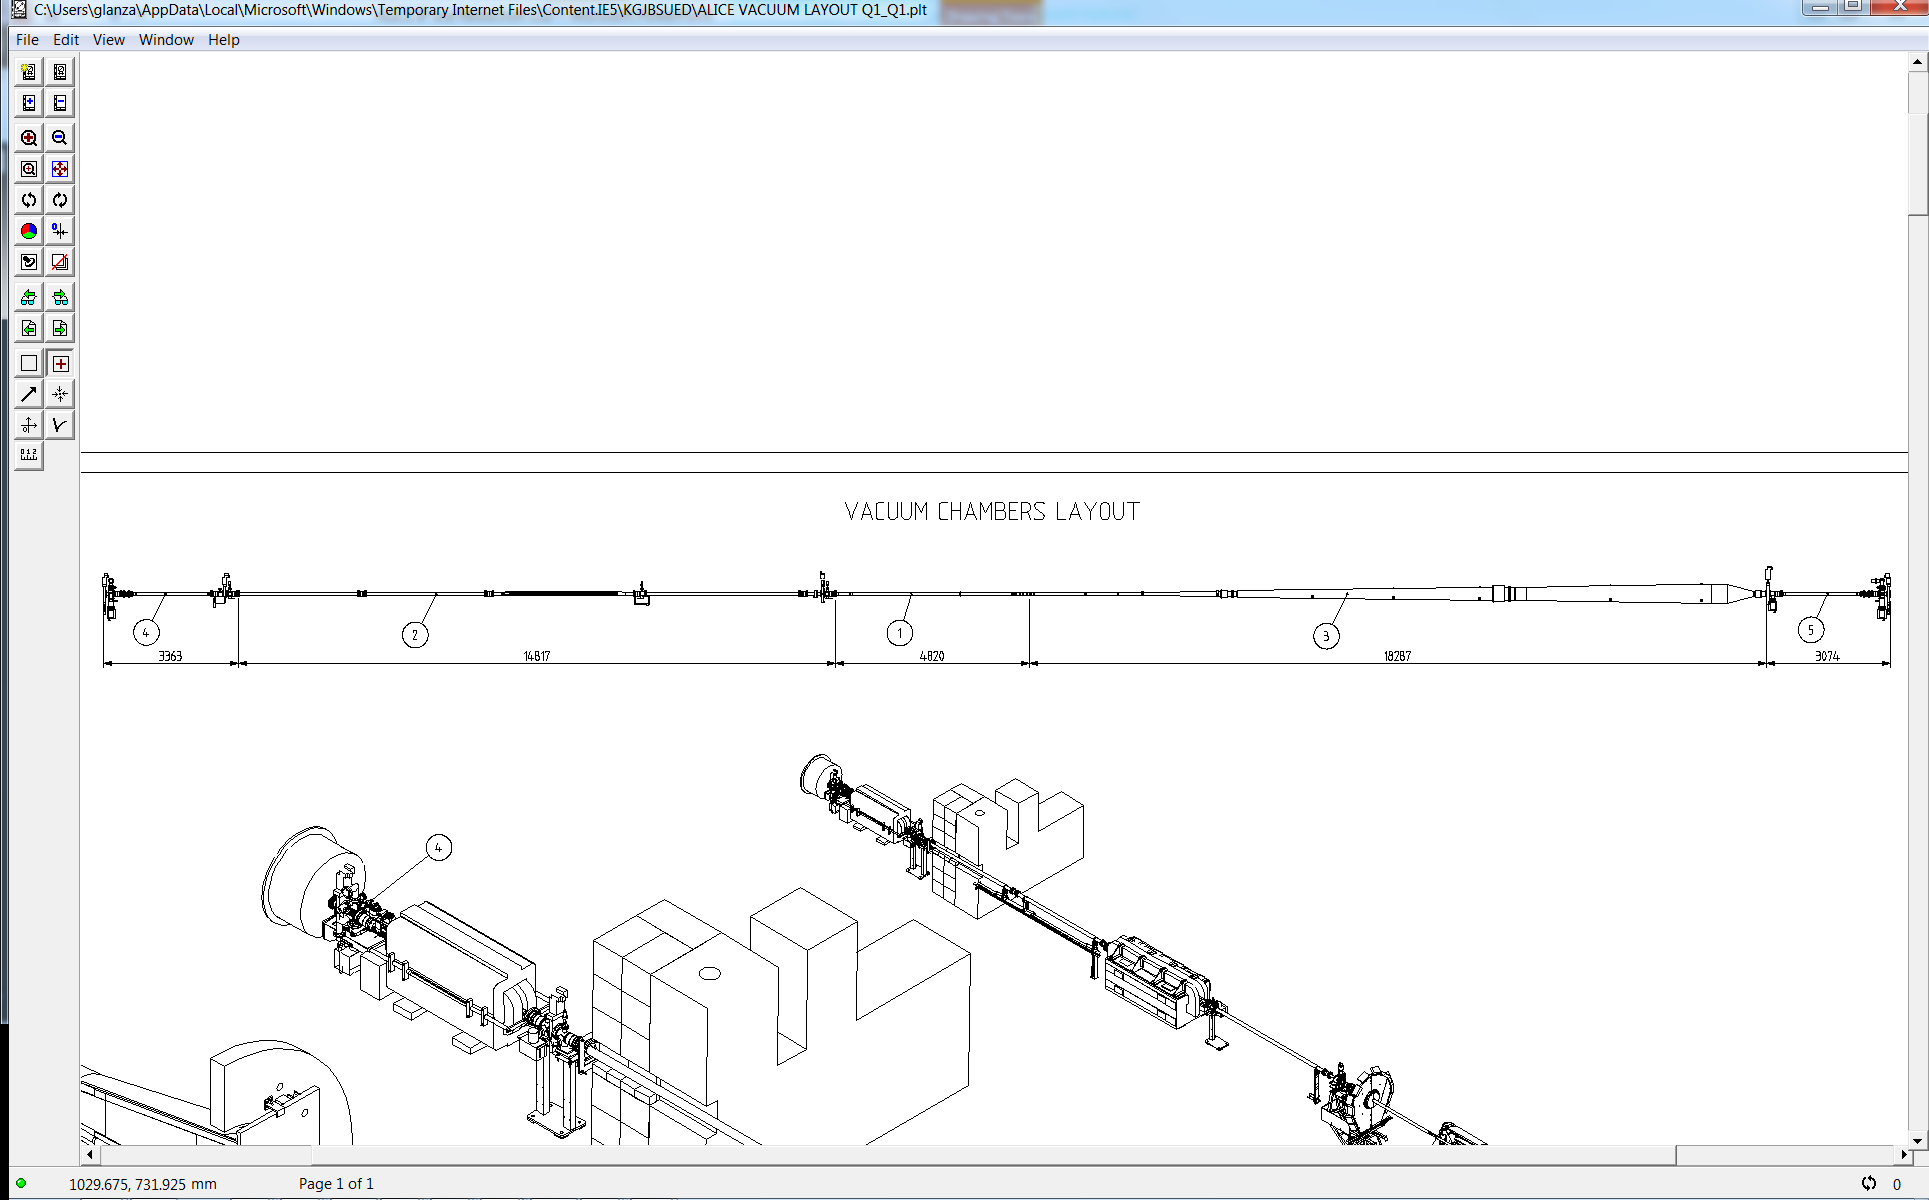 C:\Users\glanza\AppData\Local\Microsoft\Windows\Temporary Internet Files\Content.IE5\KGJBSUED\ALICE VACUUM LAYOUT Q1_Q1.plt
File Edit View Window Help
VACUUM CHAMBERS LAYOUT
4 2 1 3 5
3363 14817 4820 18287 3074
4
1029.675, 731.925 mm Page 1 of 1 0